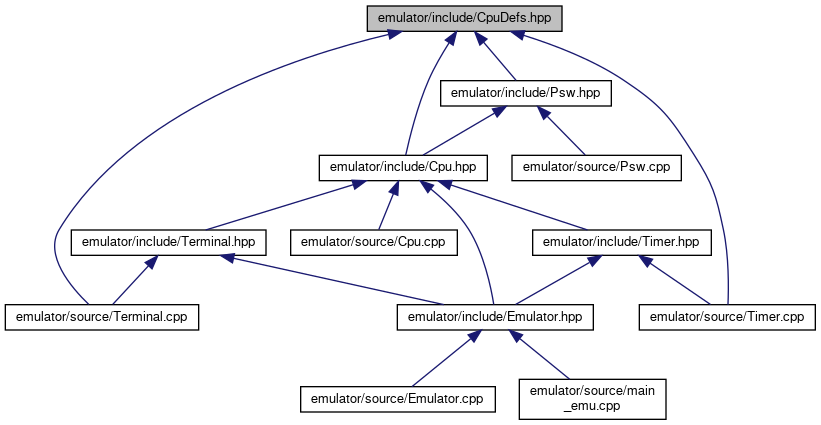 emulator/include/CpuDefs.hpp
emulator/include/Psw.hpp
emulator/include/Cpu.hpp
emulator/source/Psw.cpp
emulator/include/Terminal.hpp
emulator/source/Cpu.cpp
emulator/include/Timer.hpp
emulator/source/Terminal.cpp
emulator/include/Emulator.hpp
emulator/source/Timer.cpp
emulator/source/Emulator.cpp
emulator/source/main
_emu.cpp